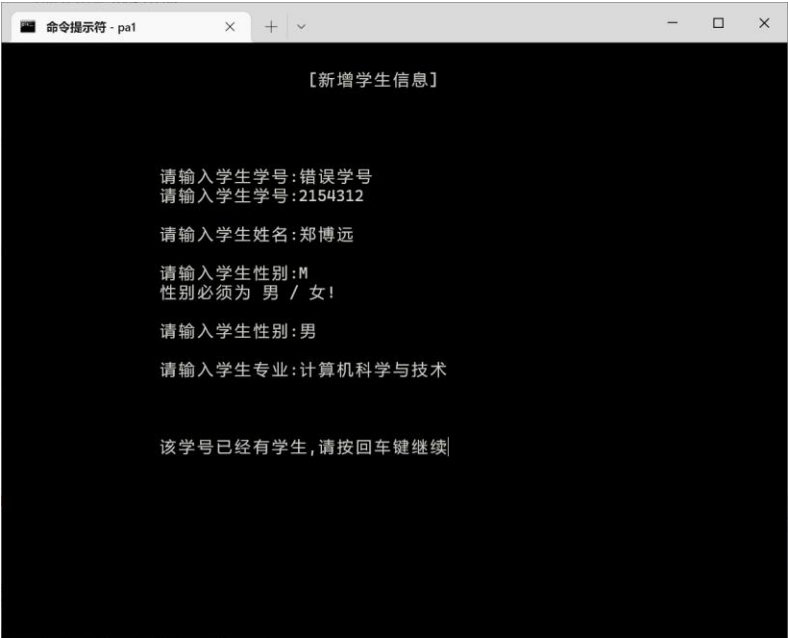 命令提示符 - pa1
[新增学生信息]
请输入学生学号:错误学号
请输入学生学号:2154312
请输入学生姓名:郑博远
请输入学生性别:M
性别必须为 男 / 女!
请输入学生性别:男
请输入学生专业:计算机科学与技术
该学号已经有学生,请按回车键继续